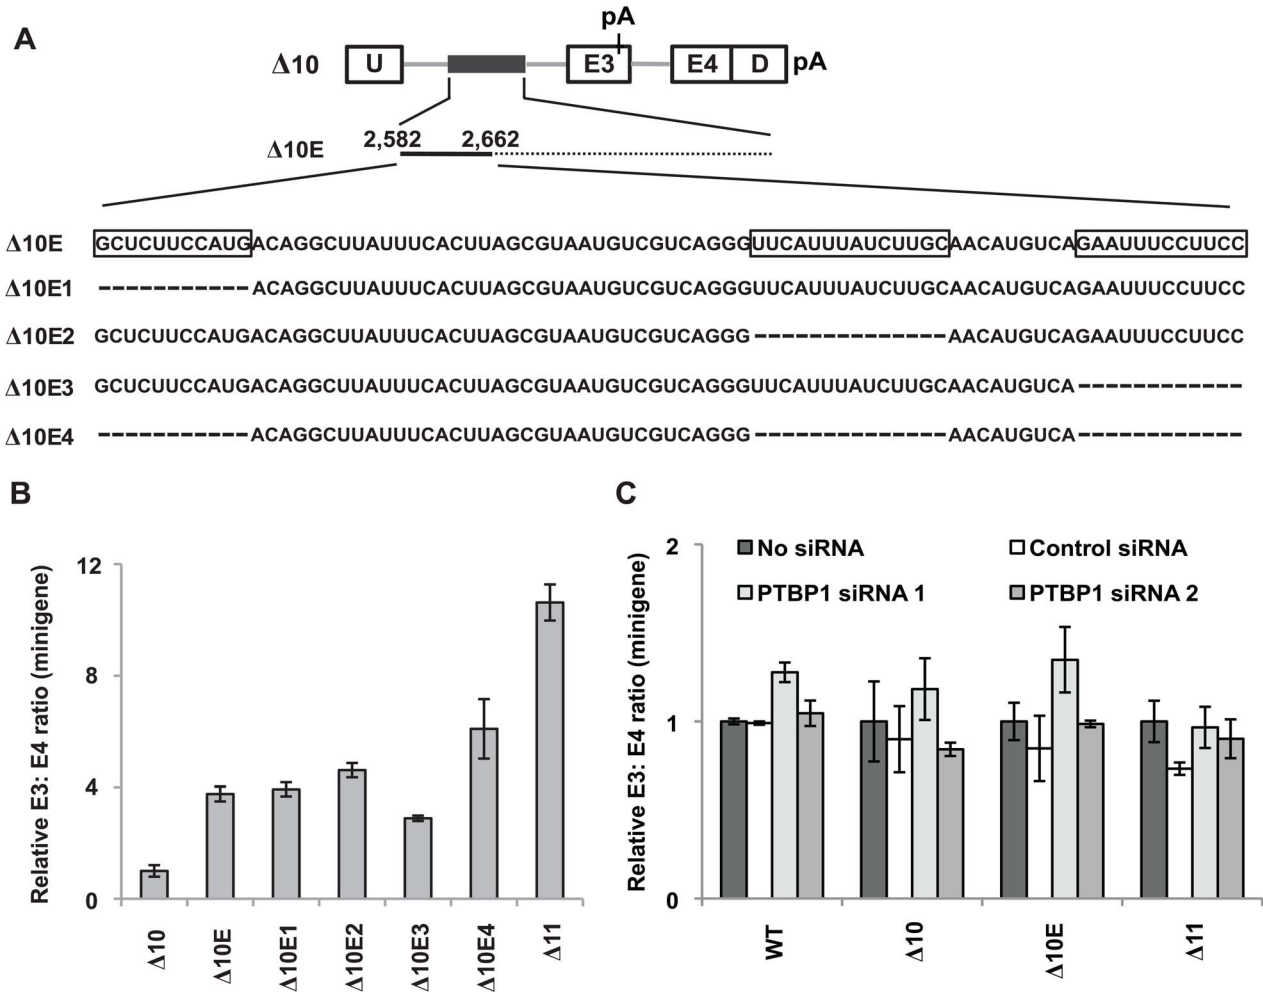 A
pA
Δ10 U E3 E4 D pA
Δ10E 2,582 2,662
Δ10E GCUCUUCCAUGACAGGCUUAUUUCACUUAGCGUAAUGUCGUCAGGGUUCAUUUAUCUUGCAACAUGUCAGAAUUUCCUUCC
Δ10E1 -----------ACAGGCUUAUUUCACUUAGCGUAAUGUCGUCAGGGUUCAUUUAUCUUGCAACAUGUCAGAAUUUCCUUCC
Δ10E2 GCUCUUCCAUGACAGGCUUAUUUCACUUAGCGUAAUGUCGUCAGGG--------------AACAUGUCAGAAUUUCCUUCC
Δ10E3 GCUCUUCCAUGACAGGCUUAUUUCACUUAGCGUAAUGUCGUCAGGGUUCAUUUAUCUUGCAACAUGUCA------------
Δ10E4 -----------ACAGGCUUAUUUCACUUAGCGUAAUGUCGUCAGGG--------------AACAUGUCA------------
B
Relative E3: E4 ratio (minigene)
12
8
4
0
Δ10 Δ10E Δ10E1 Δ10E2 Δ10E3 Δ10E4 Δ11
C
Relative E3: E4 ratio (minigene)
2
1
0
No siRNA
Control siRNA
PTBP1 siRNA 1
PTBP1 siRNA 2
WT Δ10 Δ10E Δ11